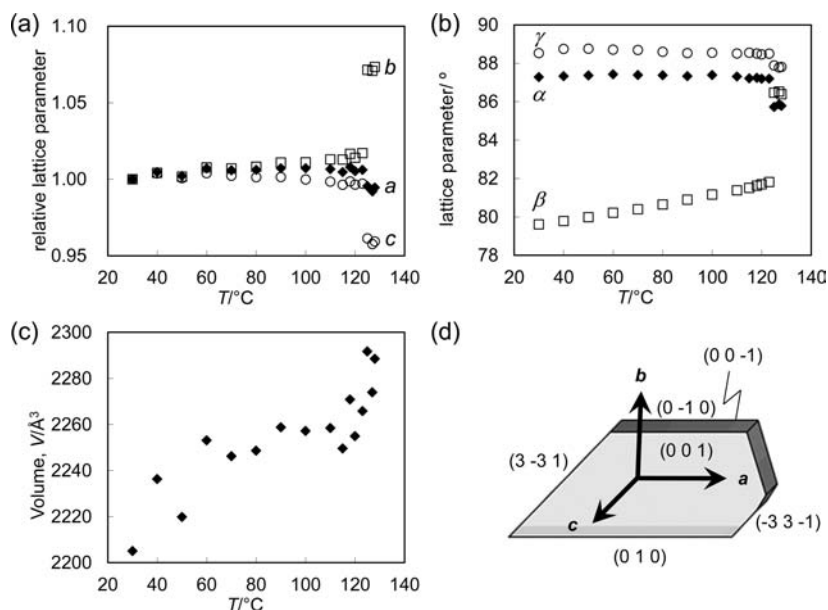 (a)
relative lattice parameter
1.10
1.05
1.00
0.95
20 40 60 80 100 120 140
T/°C
b
a
c
(b)
lattice parameter/ °
90
88
86
84
82
80
78
20 40 60 80 100 120 140
T/°C
γ
α
β
(c)
Volume, V/Å³
2300
2280
2260
2240
2220
2200
20 40 60 80 100 120 140
T/°C
(d)
(0 0 -1)
b
(0 -1 0)
(3 -3 1)
(0 0 1)
a
c
(-3 3 -1)
(0 1 0)